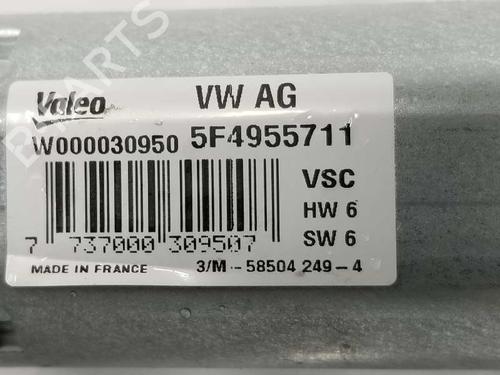 B PARTS
Valeo VW AG
W000030950 5F4955711
VSC
HW 6
7 737000 309507 SW 6
MADE IN FRANCE 3/M -58504 249-4